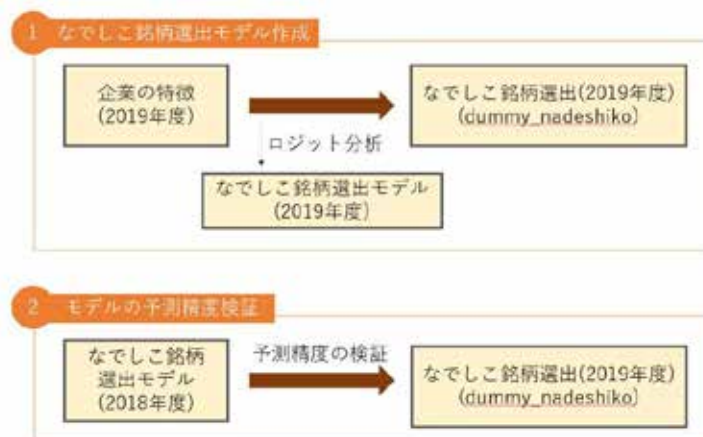 1 なでしこ銘柄選出モデル作成
企業の特徴
(2019年度)
なでしこ銘柄選出(2019年度)
(dummy_nadeshiko)
ロジット分析
なでしこ銘柄選出モデル
(2019年度)
2 モデルの予測精度検証
なでしこ銘柄
選出モデル
(2018年度)
予測精度の検証
なでしこ銘柄選出(2019年度)
(dummy_nadeshiko)